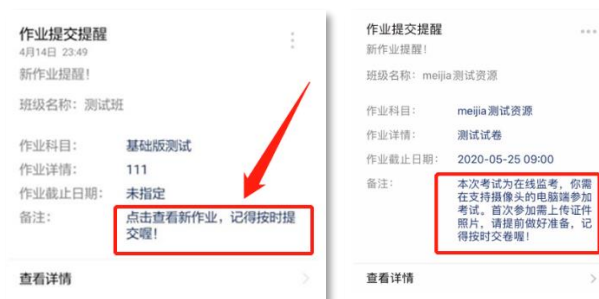 作业提交提醒
4月14日 23:49
新作业提醒！
班级名称：测试班
作业科目： 基础版测试
作业详情： 111
作业截止日期： 未指定
备注： 点击查看新作业，记得按时提
交喔！
查看详情
作业提交提醒
新作业提醒！
班级名称：meijia测试资源
作业科目： meijia测试资源
作业详情： 测试试卷
作业截止日期： 2020-05-25 09:00
备注： 本次考试为在线监考，你需
在支持摄像头的电脑端参加
考试。首次参加需上传证件
照片，请提前做好准备，记
得按时交卷喔！
查看详情